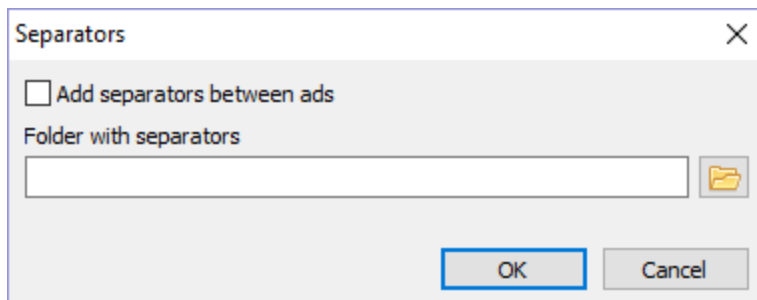 Separators
Add separators between ads
Folder with separators
OK
Cancel